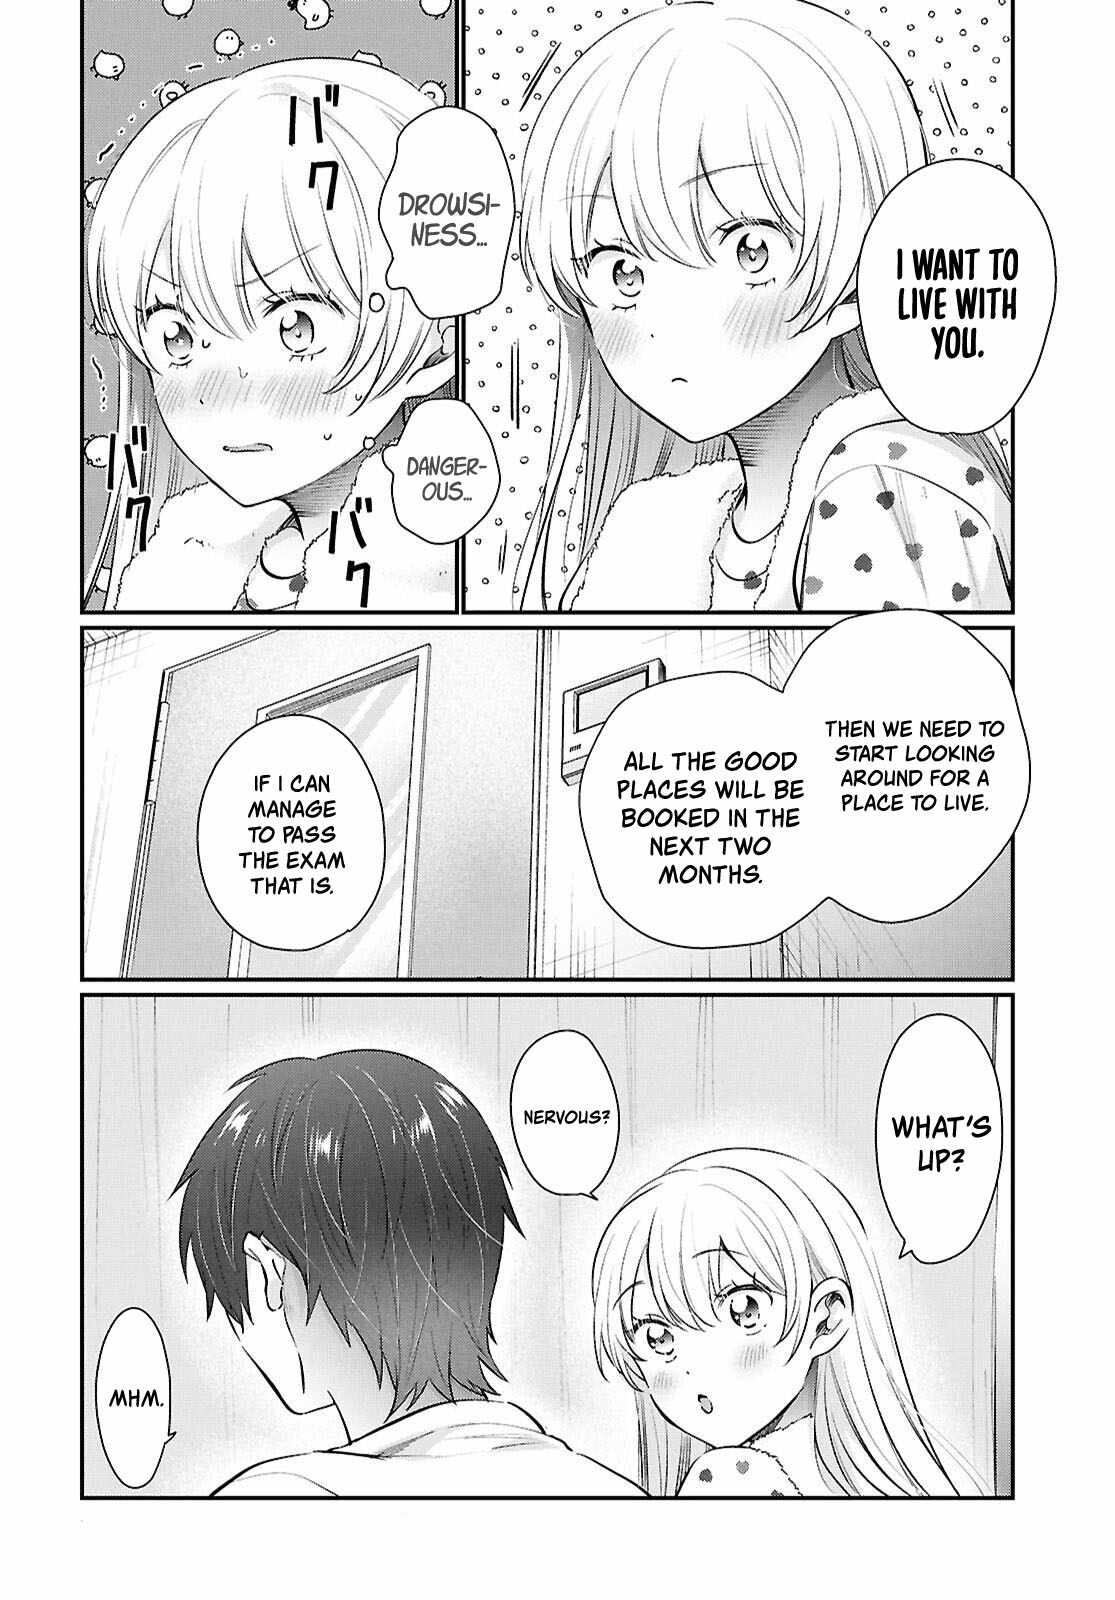 I WANT TO
LIVE WITH
YOU.
DROWSI-
NESS...
DANGER-
OUS...
バク
バク
バク
THEN WE NEED TO
START LOOKING
AROUND FOR A
PLACE TO LIVE.
ALL THE GOOD
PLACES WILL BE
BOOKED IN THE
NEXT TWO
MONTHS.
IF I CAN
MANAGE
TO PASS
THE EXAM
THAT IS.
WHAT'S
UP?
NERVOUS?
MHM.